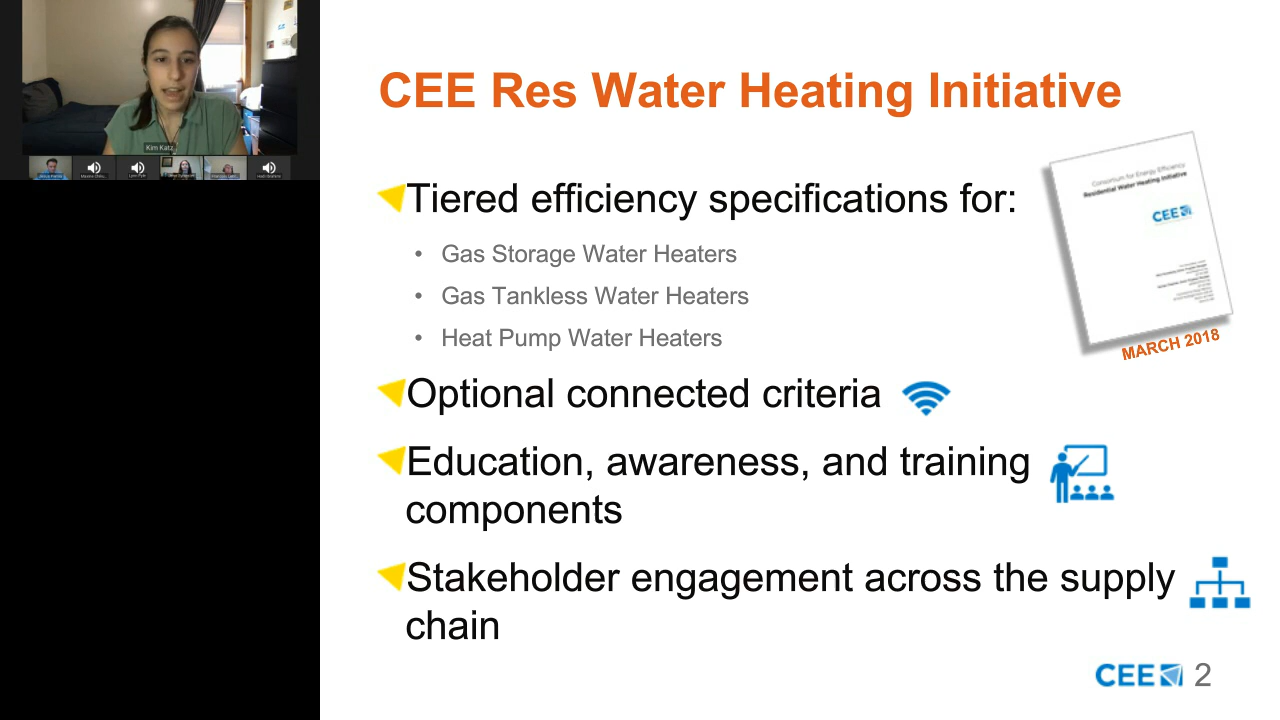 Kim Katz
CEE Res Water Heating Initiative
Consortium for Energy Efficiency
Residential Water Heating Initiative
CEE
MARCH 2018
Tiered efficiency specifications for:
• Gas Storage Water Heaters
• Gas Tankless Water Heaters
• Heat Pump Water Heaters
Optional connected criteria
Education, awareness, and training
components
Stakeholder engagement across the supply
chain
CEE 2